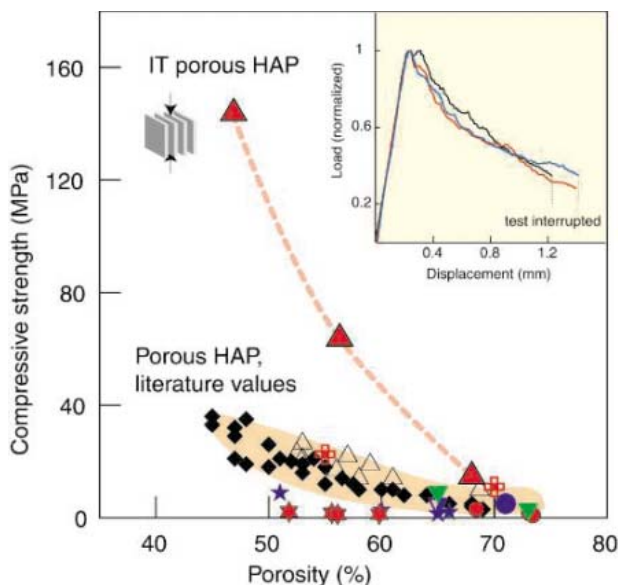 160
120
80
40
0
Compressive strength (MPa)
IT porous HAP
Porous HAP,
literature values
40
50
60
70
Porosity (%)
1
0.6
0.2
Load (normalized)
test interrupted
0.4
0.8
1.2
Displacement (mm)